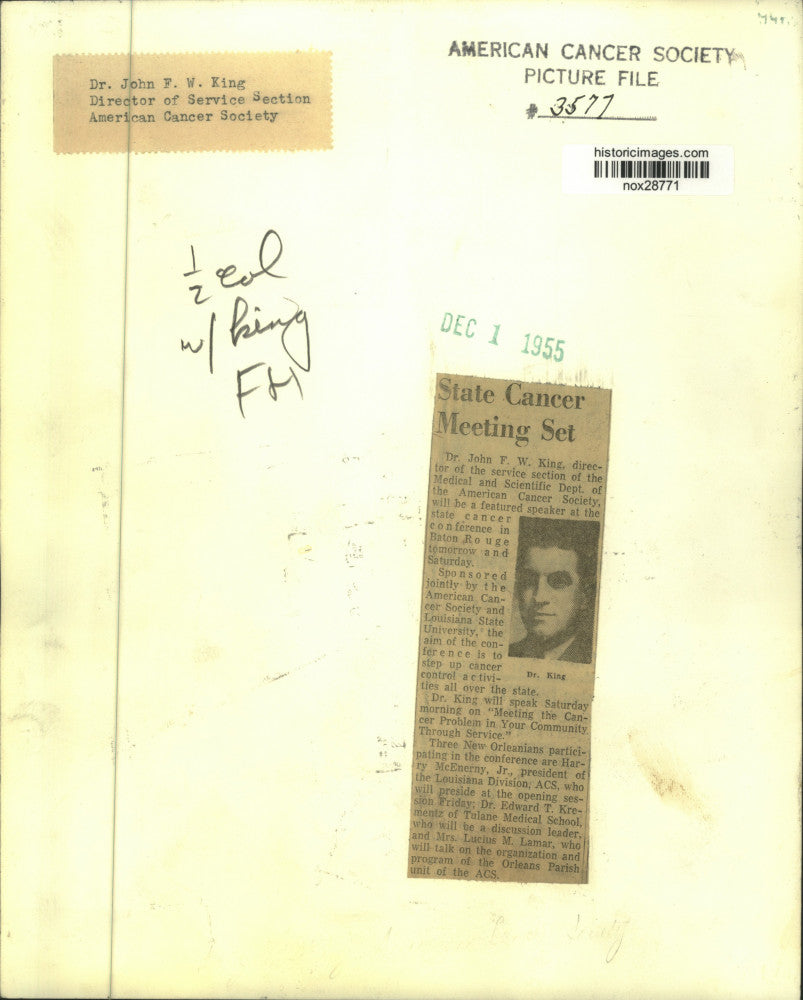 AMERICAN CANCER SOCIETY
PICTURE FILE
# 3577
Dr. John F. W. King
Director of Service Section
American Cancer Society
historicimages.com
nox28771
1/2 col
w/ king
FH
DEC 1 1955
State Cancer
Meeting Set
Dr. John F. W. King, direc-
tor of the service section of the
Medical and Scientific Dept. of
the American Cancer Society,
will be a featured speaker at the
state cancer
conference in
Baton Rouge
tomorrow and
Saturday.
Sponsored
jointly by the
American Can-
cer Society and
Louisiana State
University, the
aim of the con-
ference is to
step up cancer
control activi-
ties all over the state.
Dr. King
Dr. King will speak Saturday
morning on "Meeting the Can-
cer Problem in Your Community
Through Service."
Three New Orleanians partici-
pating in the conference are Har-
ry McEnerny, Jr., president of
the Louisiana Division, ACS, who
will preside at the opening ses-
sion Friday; Dr. Edward T. Kre-
mentz of Tulane Medical School,
who will be a discussion leader,
and Mrs. Lucius M. Lamar, who
will talk on the organization and
program of the Orleans Parish
unit of the ACS.
Society